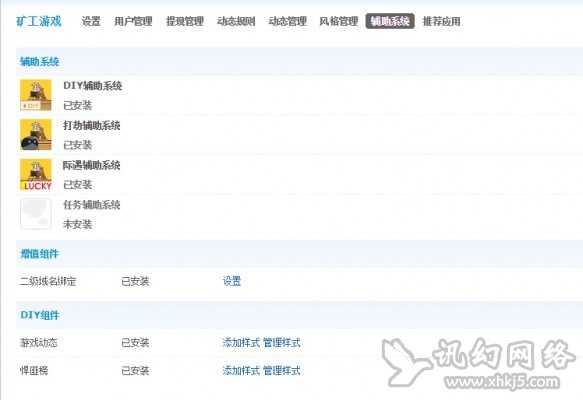 矿工游戏 设置 用户管理 提现管理 动态规则 动态管理 风格管理 辅助系统 推荐应用
辅助系统
DIY辅助系统
DIY
已安装
打劫辅助系统
已安装
际遇辅助系统
LUCKY
已安装
任务辅助系统
未安装
增值组件
二级域名绑定 已安装 设置
DIY组件
游戏动态 已安装 添加样式 管理样式
悍匪榜 已安装 添加样式 管理样式
讯幻网络
www.xhkj5.com